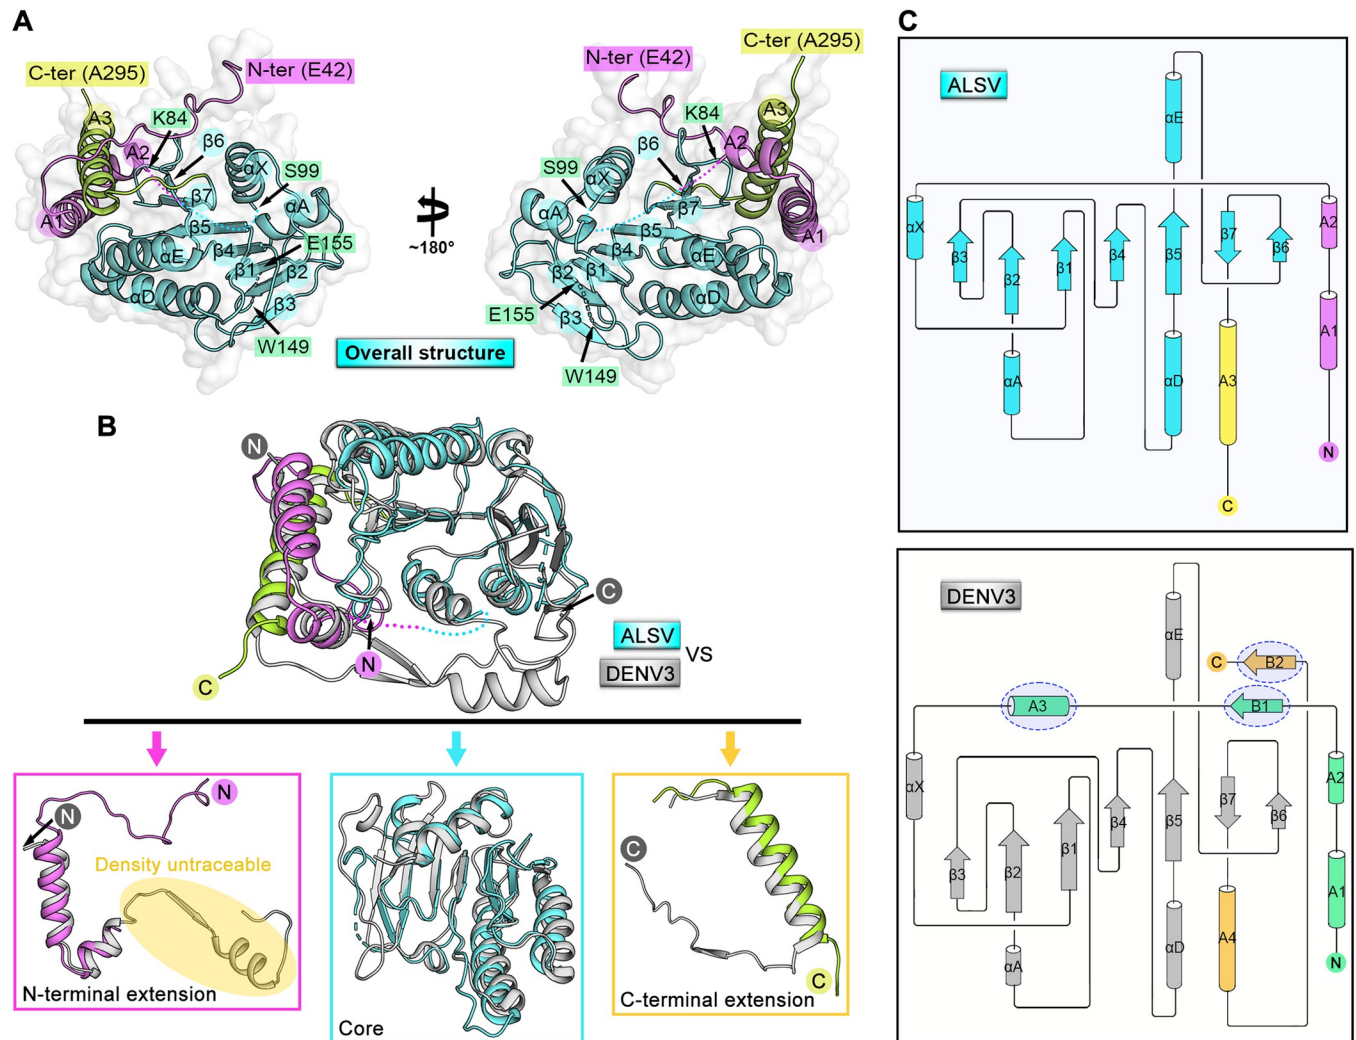 A
C-ter (A295)
N-ter (E42)
A3
K84
A2
β6
αX
S99
β7
A1
αA
β5
E155
αE
β4
β1
β2
αD
β3
W149
~180°
Overall structure
C-ter (A295)
N-ter (E42)
K84
A3
A2
β6
S99
αX
β7
αA
β5
A1
β4
αE
β2
β1
E155
αD
β3
W149
B
N
C
N
C
ALSV
VS
DENV3
N
N
Density untraceable
N-terminal extension
Core
C
C
C-terminal extension
C
ALSV
αE
αX
β3
β2
β1
β4
β5
β7
β6
A2
A1
αA
αD
A3
N
C
DENV3
αE
C
B2
A3
B1
αX
β3
β2
β1
β4
β5
β7
β6
A2
A1
αA
αD
A4
N